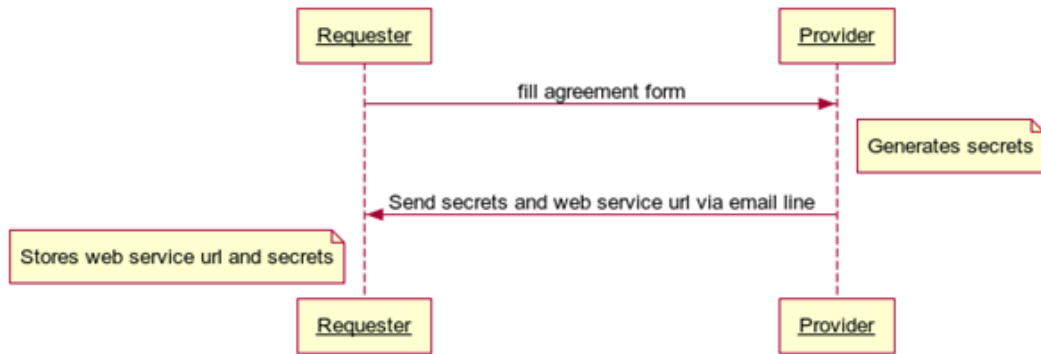 Requester
Provider
fill agreement form
Generates secrets
Send secrets and web service url via email line
Stores web service url and secrets
Requester
Provider